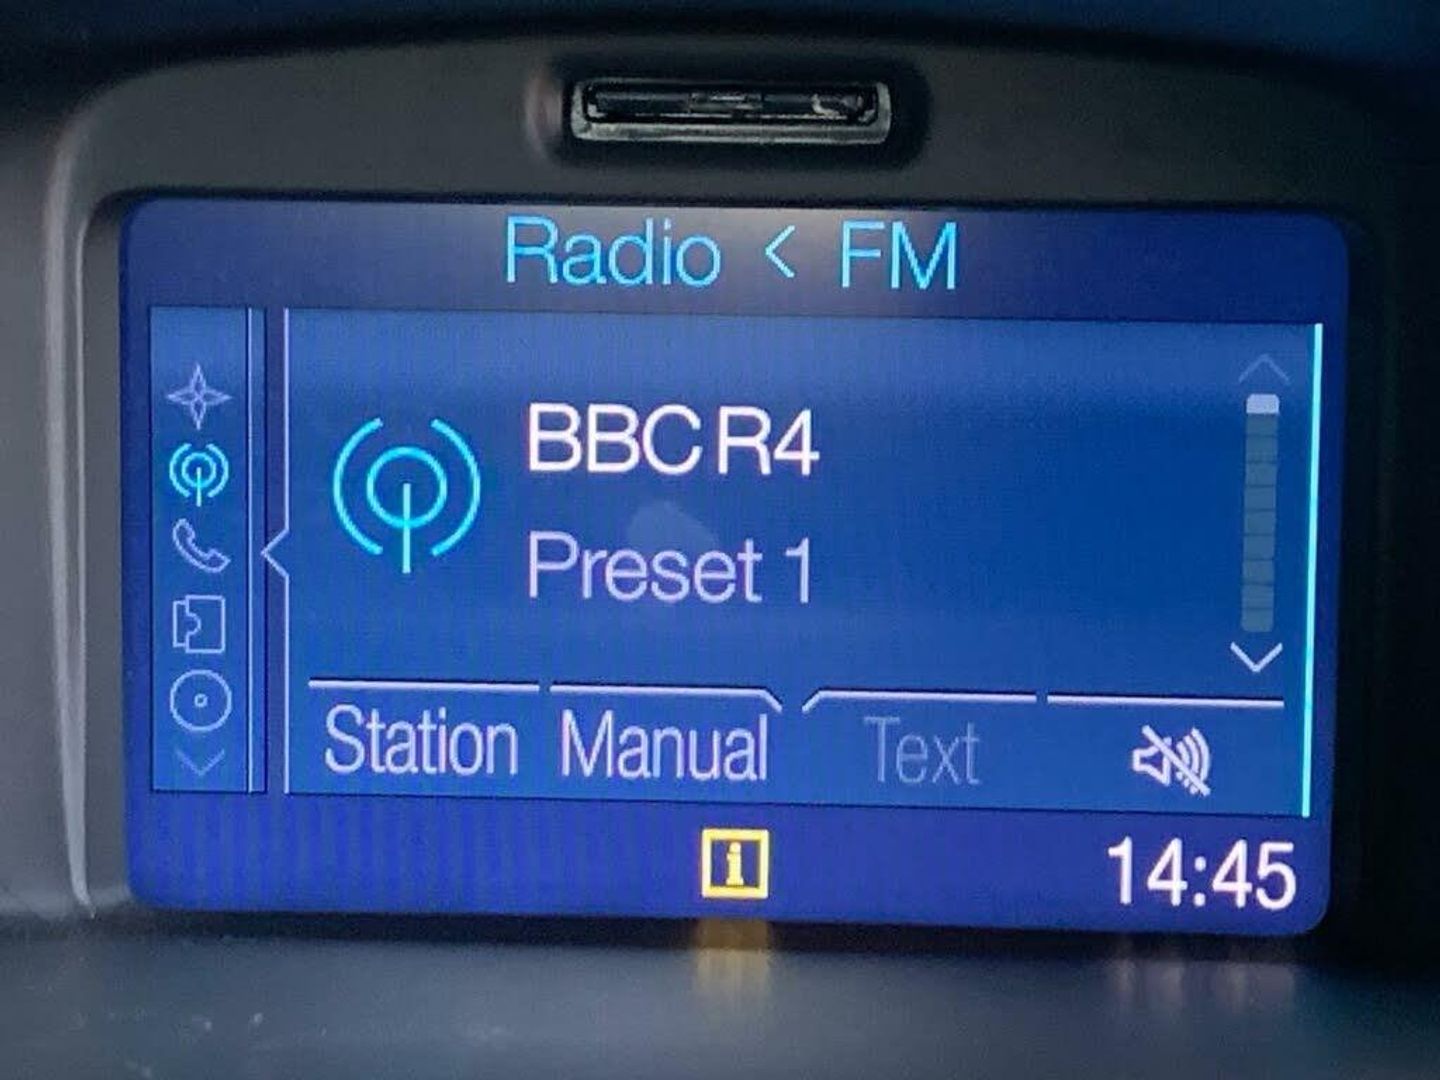 Radio < FM
BBC R4
Preset 1
Station Manual Text
i 14:45